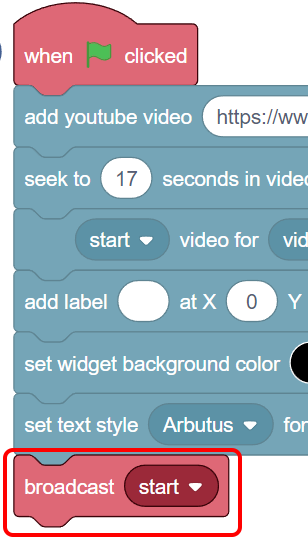 when clicked
add youtube video https://ww
seek to 17 seconds in vide
start video for vid
add label at X 0 Y
set widget background color
set text style Arbutus for
broadcast start